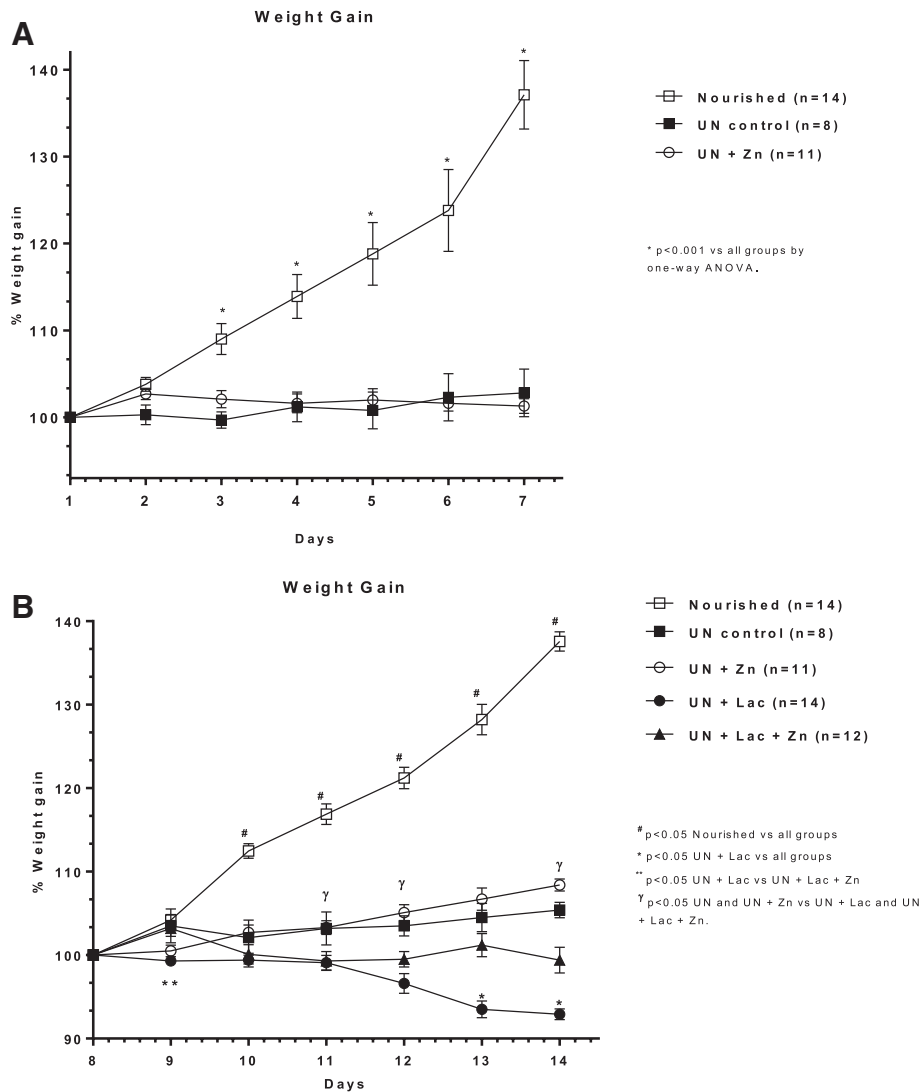 A
Weight Gain
140
130
120
110
100
% Weight gain
1 2 3 4 5 6 7
Days
* * * * *
Nourished (n=14)
UN control (n=8)
UN + Zn (n=11)
* p<0.001 vs all groups by
one-way ANOVA.
B
Weight Gain
140
130
120
110
100
90
% Weight gain
8 9 10 11 12 13 14
Days
# # # # #
γ γ γ
** * *
Nourished (n=14)
UN control (n=8)
UN + Zn (n=11)
UN + Lac (n=14)
UN + Lac + Zn (n=12)
# p<0.05 Nourished vs all groups
* p<0.05 UN + Lac vs all groups
** p<0.05 UN + Lac vs UN + Lac + Zn
γ p<0.05 UN and UN + Zn vs UN + Lac and UN
+ Lac + Zn.